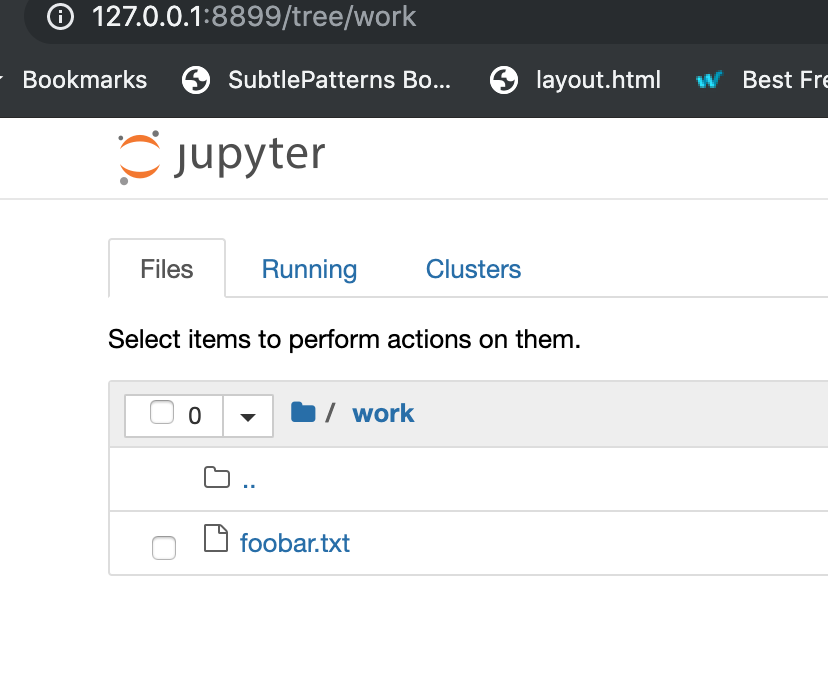 127.0.0.1:8899/tree/work
Bookmarks SubtlePatterns Bo... layout.html Best Fre
jupyter
Files Running Clusters
Select items to perform actions on them.
0 / work
..
foobar.txt